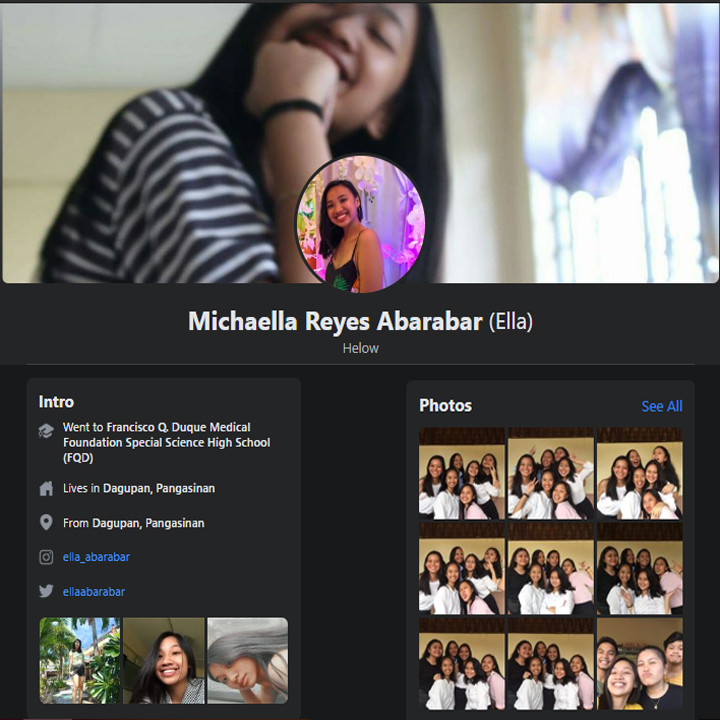 Michaella Reyes Abarabar (Ella)
Helow
Intro
Went to Francisco Q. Duque Medical
Foundation Special Science High School
(FQD)
Lives in Dagupan, Pangasinan
From Dagupan, Pangasinan
ella_abarabar
ellaabarabar
Photos See All